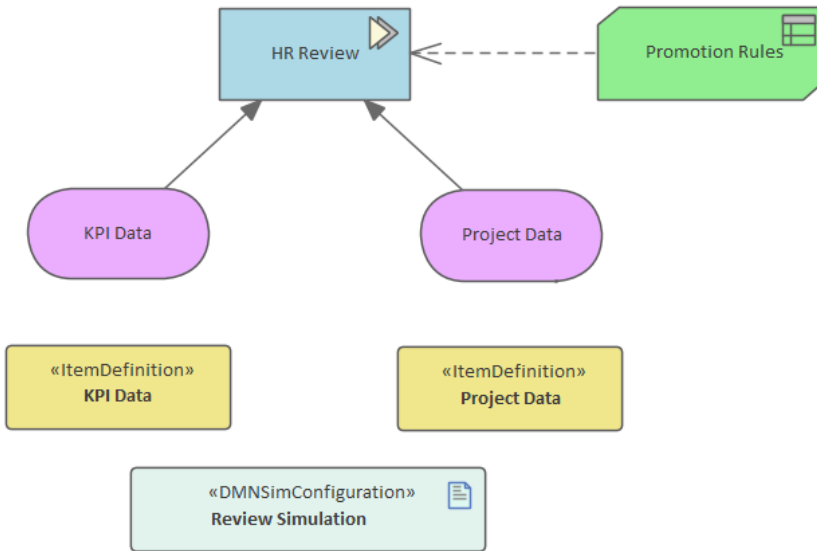 HR Review
Promotion Rules
KPI Data
Project Data
«ItemDefinition»
KPI Data
«ItemDefinition»
Project Data
«DMNSimConfiguration»
Review Simulation